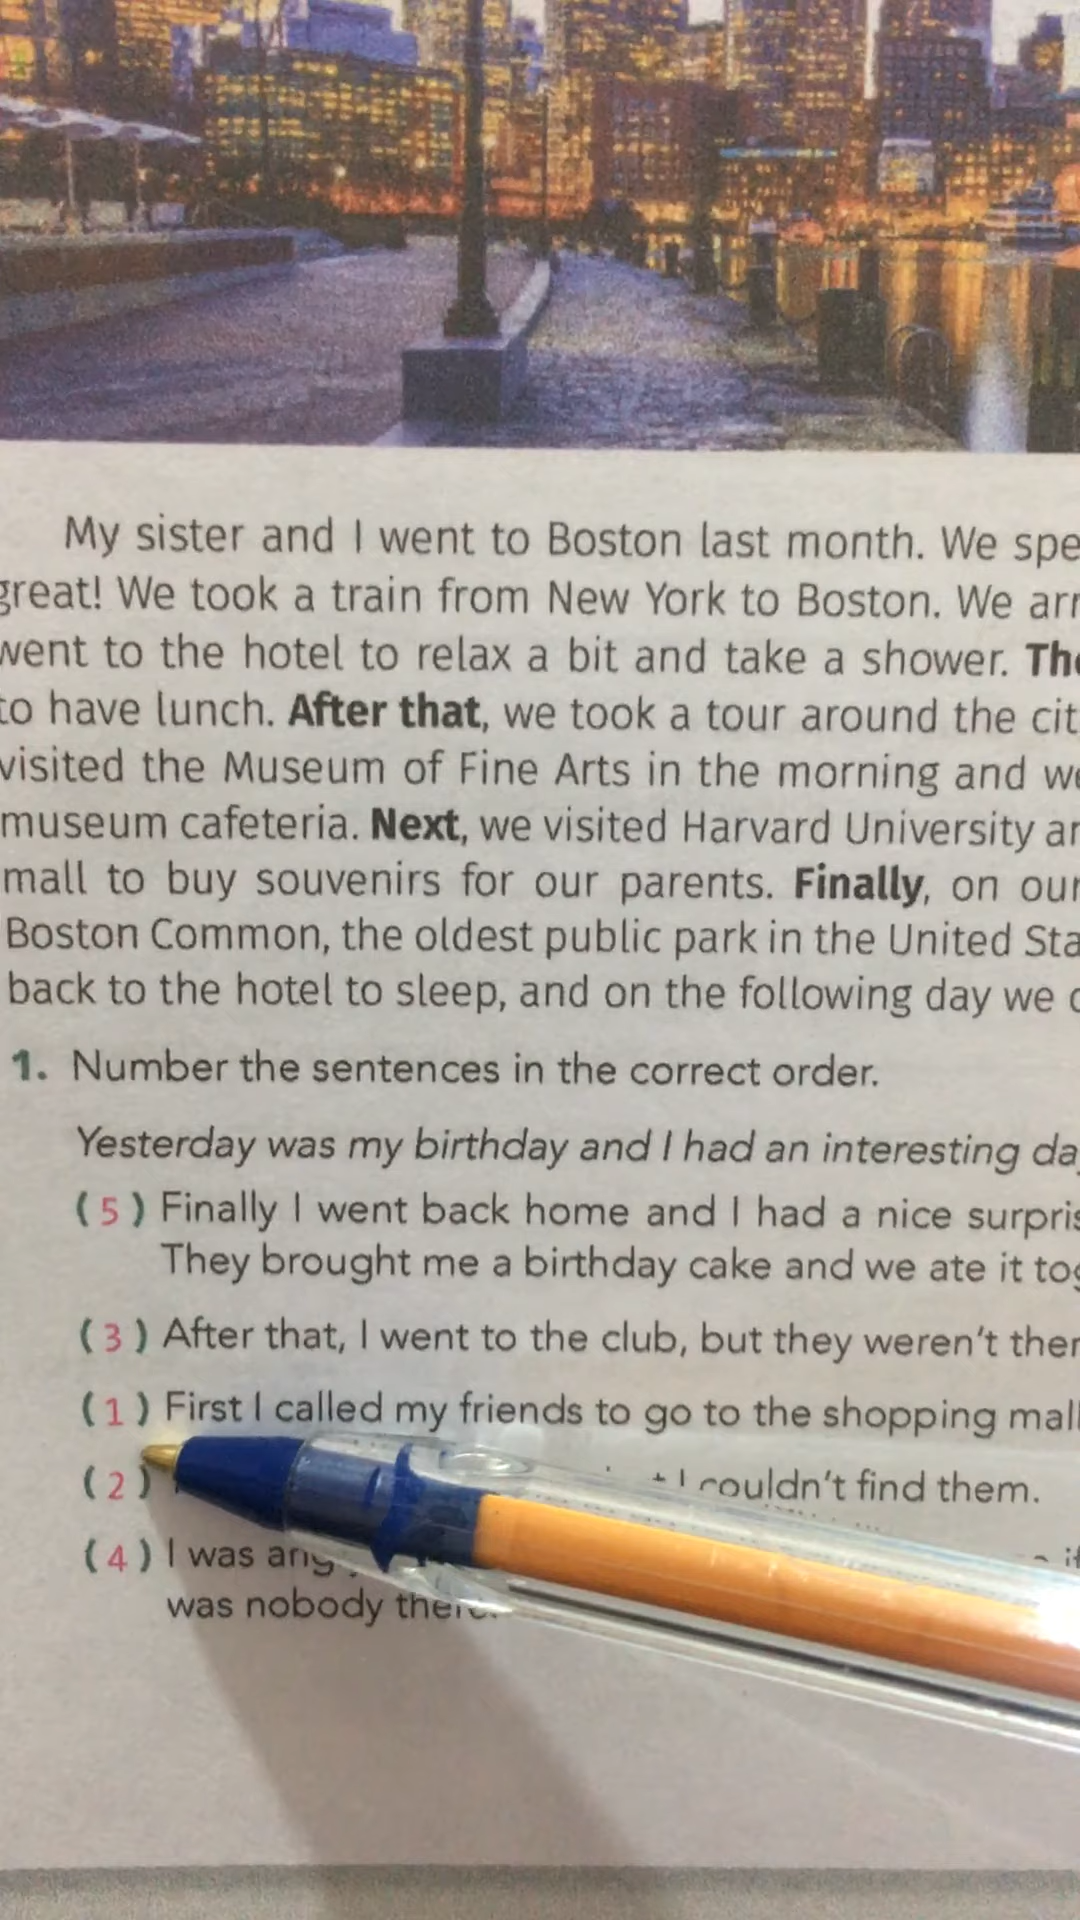 My sister and I went to Boston last month. We spe
great! We took a train from New York to Boston. We arr
went to the hotel to relax a bit and take a shower. The
to have lunch. After that, we took a tour around the cit
visited the Museum of Fine Arts in the morning and we
museum cafeteria. Next, we visited Harvard University an
mall to buy souvenirs for our parents. Finally, on our
Boston Common, the oldest public park in the United Sta
back to the hotel to sleep, and on the following day we c
1. Number the sentences in the correct order.
Yesterday was my birthday and I had an interesting day
(5) Finally I went back home and I had a nice surpris
They brought me a birthday cake and we ate it tog
(3) After that, I went to the club, but they weren't ther
(1) First I called my friends to go to the shopping mall
(2) I couldn't find them.
(4) I was ang
was nobody there.